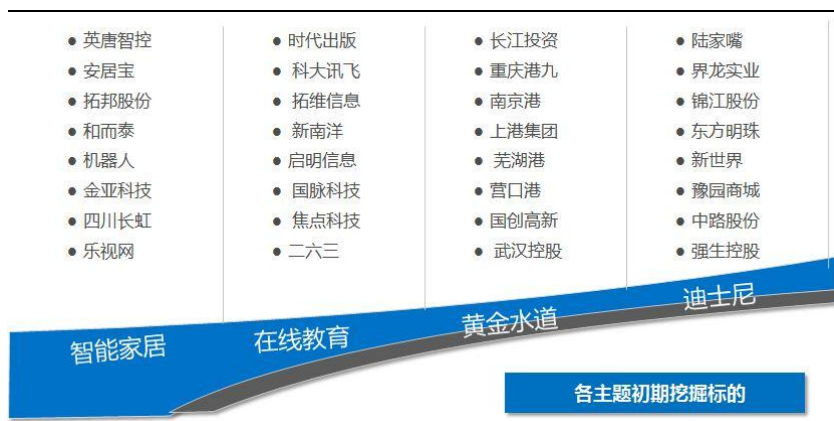 英唐智控
安居宝
拓邦股份
和而泰
机器人
金亚科技
四川长虹
乐视网
智能家居
时代出版
科大讯飞
拓维信息
新南洋
启明信息
国脉科技
焦点科技
二六三
在线教育
长江投资
重庆港九
南京港
上港集团
芜湖港
营口港
国创高新
武汉控股
黄金水道
陆家嘴
界龙实业
锦江股份
东方明珠
新世界
豫园商城
中路股份
强生控股
迪士尼
各主题初期挖掘标的